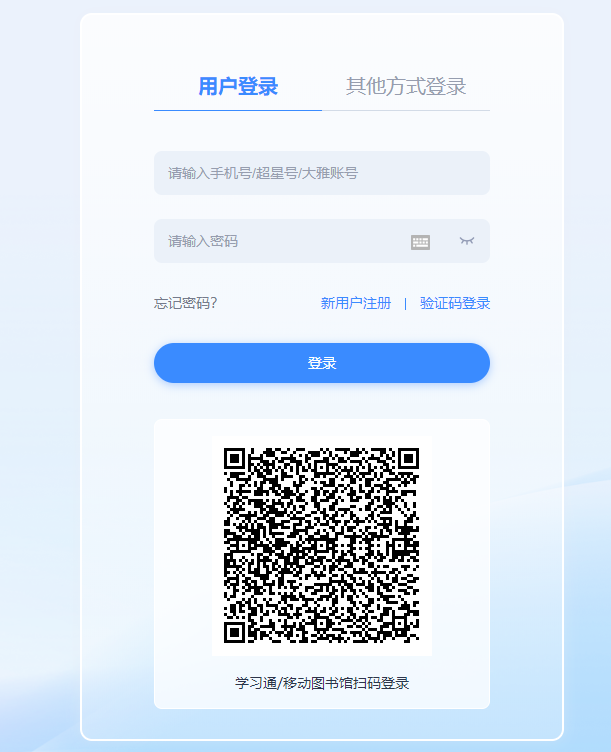 用户登录 其他方式登录
请输入手机号/超星号/大雅账号
请输入密码
忘记密码? 新用户注册 | 验证码登录
登录
学习通/移动图书馆扫码登录